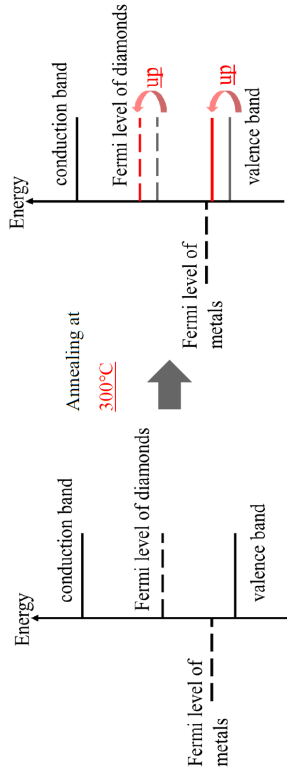 Energy
conduction band
Fermi level of diamonds
Fermi level of
metals
valence band
Annealing at
300°C
Energy
conduction band
Fermi level of diamonds
up
Fermi level of
metals
up
valence band